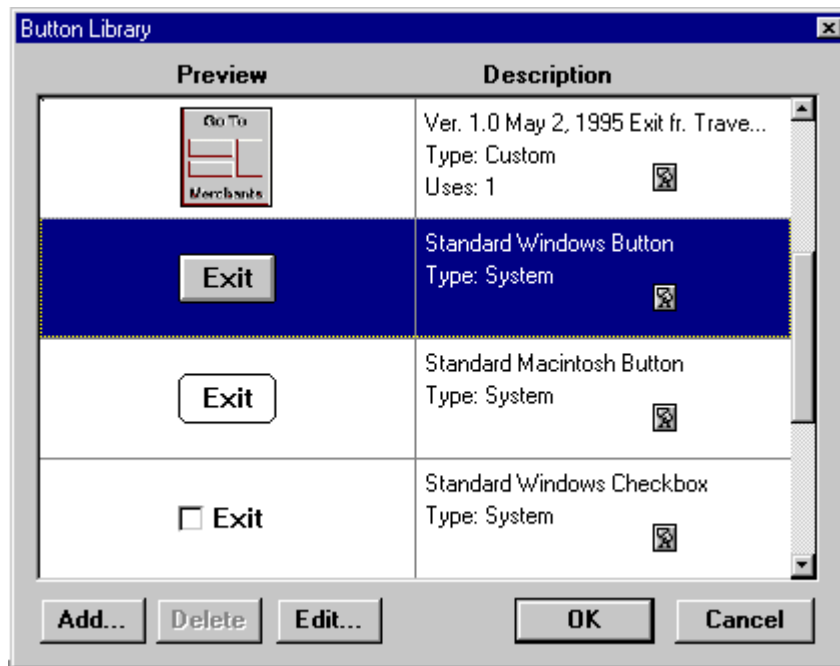 Button Library
Preview Description
Go To
Merchants
Ver. 1.0 May 2, 1995 Exit fr. Trave...
Type: Custom
Uses: 1
Exit
Standard Windows Button
Type: System
Exit
Standard Macintosh Button
Type: System
Exit
Standard Windows Checkbox
Type: System
Add... Delete Edit... OK Cancel